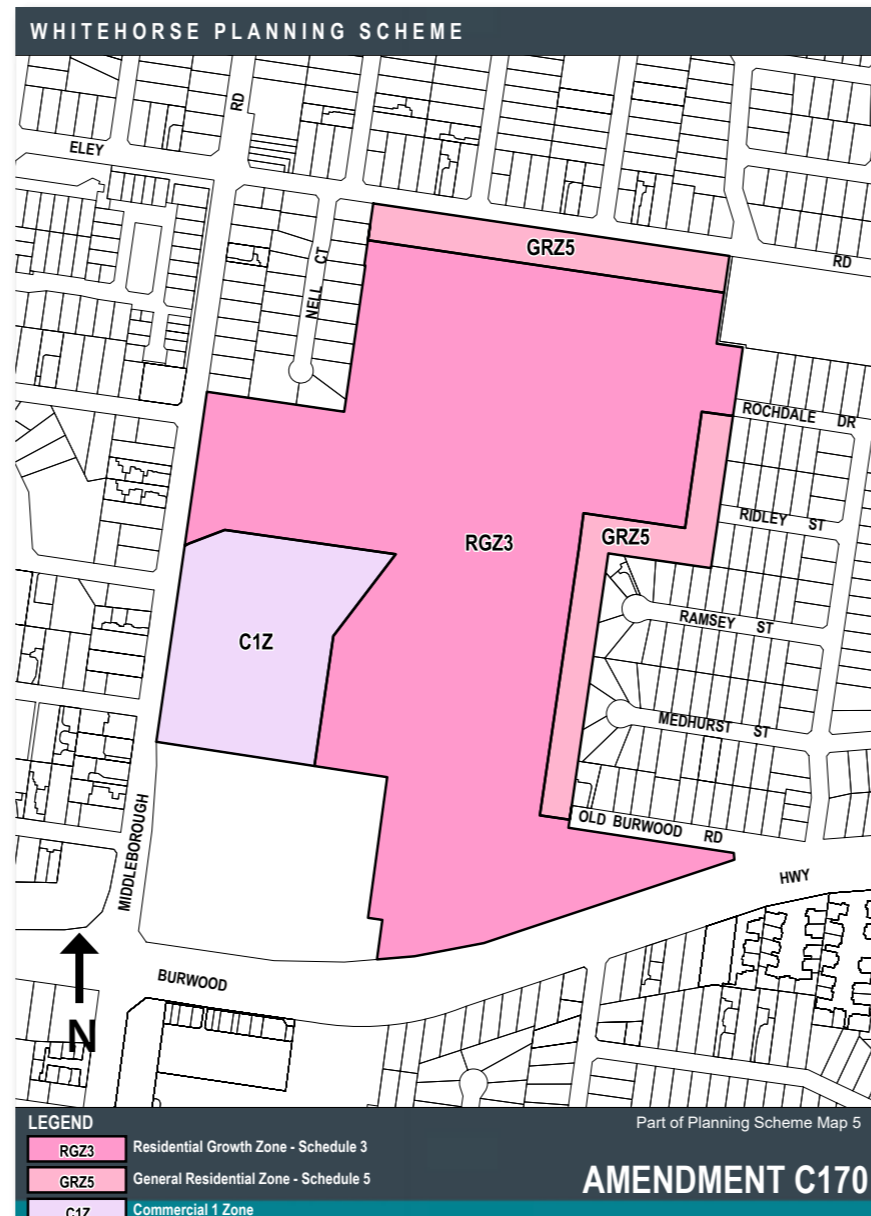 WHITEHORSE PLANNING SCHEME
RD
ELEY
NELL CT
GRZ5
RD
ROCHDALE DR
RIDLEY ST
GRZ5
RGZ3
RAMSEY ST
C1Z
MEDHURST ST
OLD BURWOOD RD
MIDDLEBOROUGH
HWY
BURWOOD
N
LEGEND
Part of Planning Scheme Map 5
RGZ3 Residential Growth Zone - Schedule 3
GRZ5 General Residential Zone - Schedule 5
AMENDMENT C170
C1Z Commercial 1 Zone